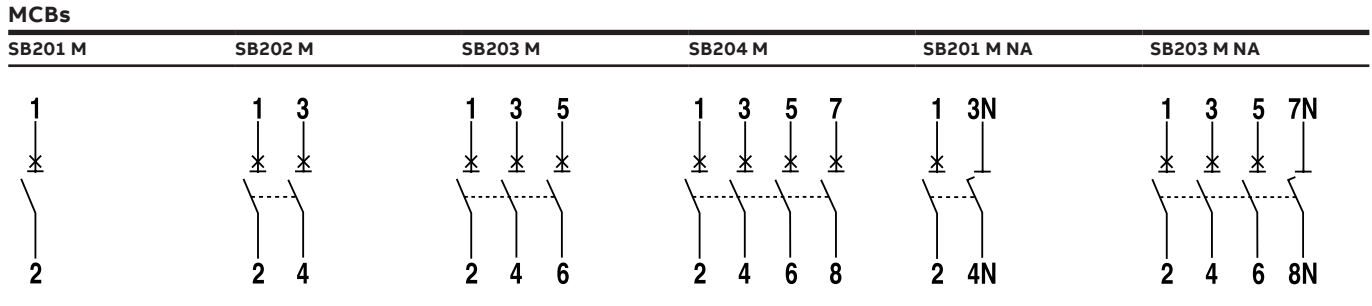 MCBs
SB201 M SB202 M SB203 M SB204 M SB201 M NA SB203 M NA
1 1 3 1 3 5 1 3 5 7 1 3N 1 3 5 7N
2 2 4 2 4 6 2 4 6 8 2 4N 2 4 6 8N